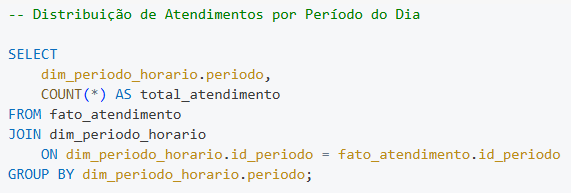 -- Distribuição de Atendimentos por Período do Dia
SELECT
dim_periodo_horario.periodo,
COUNT(*) AS total_atendimento
FROM fato_atendimento
JOIN dim_periodo_horario
ON dim_periodo_horario.id_periodo = fato_atendimento.id_periodo
GROUP BY dim_periodo_horario.periodo;